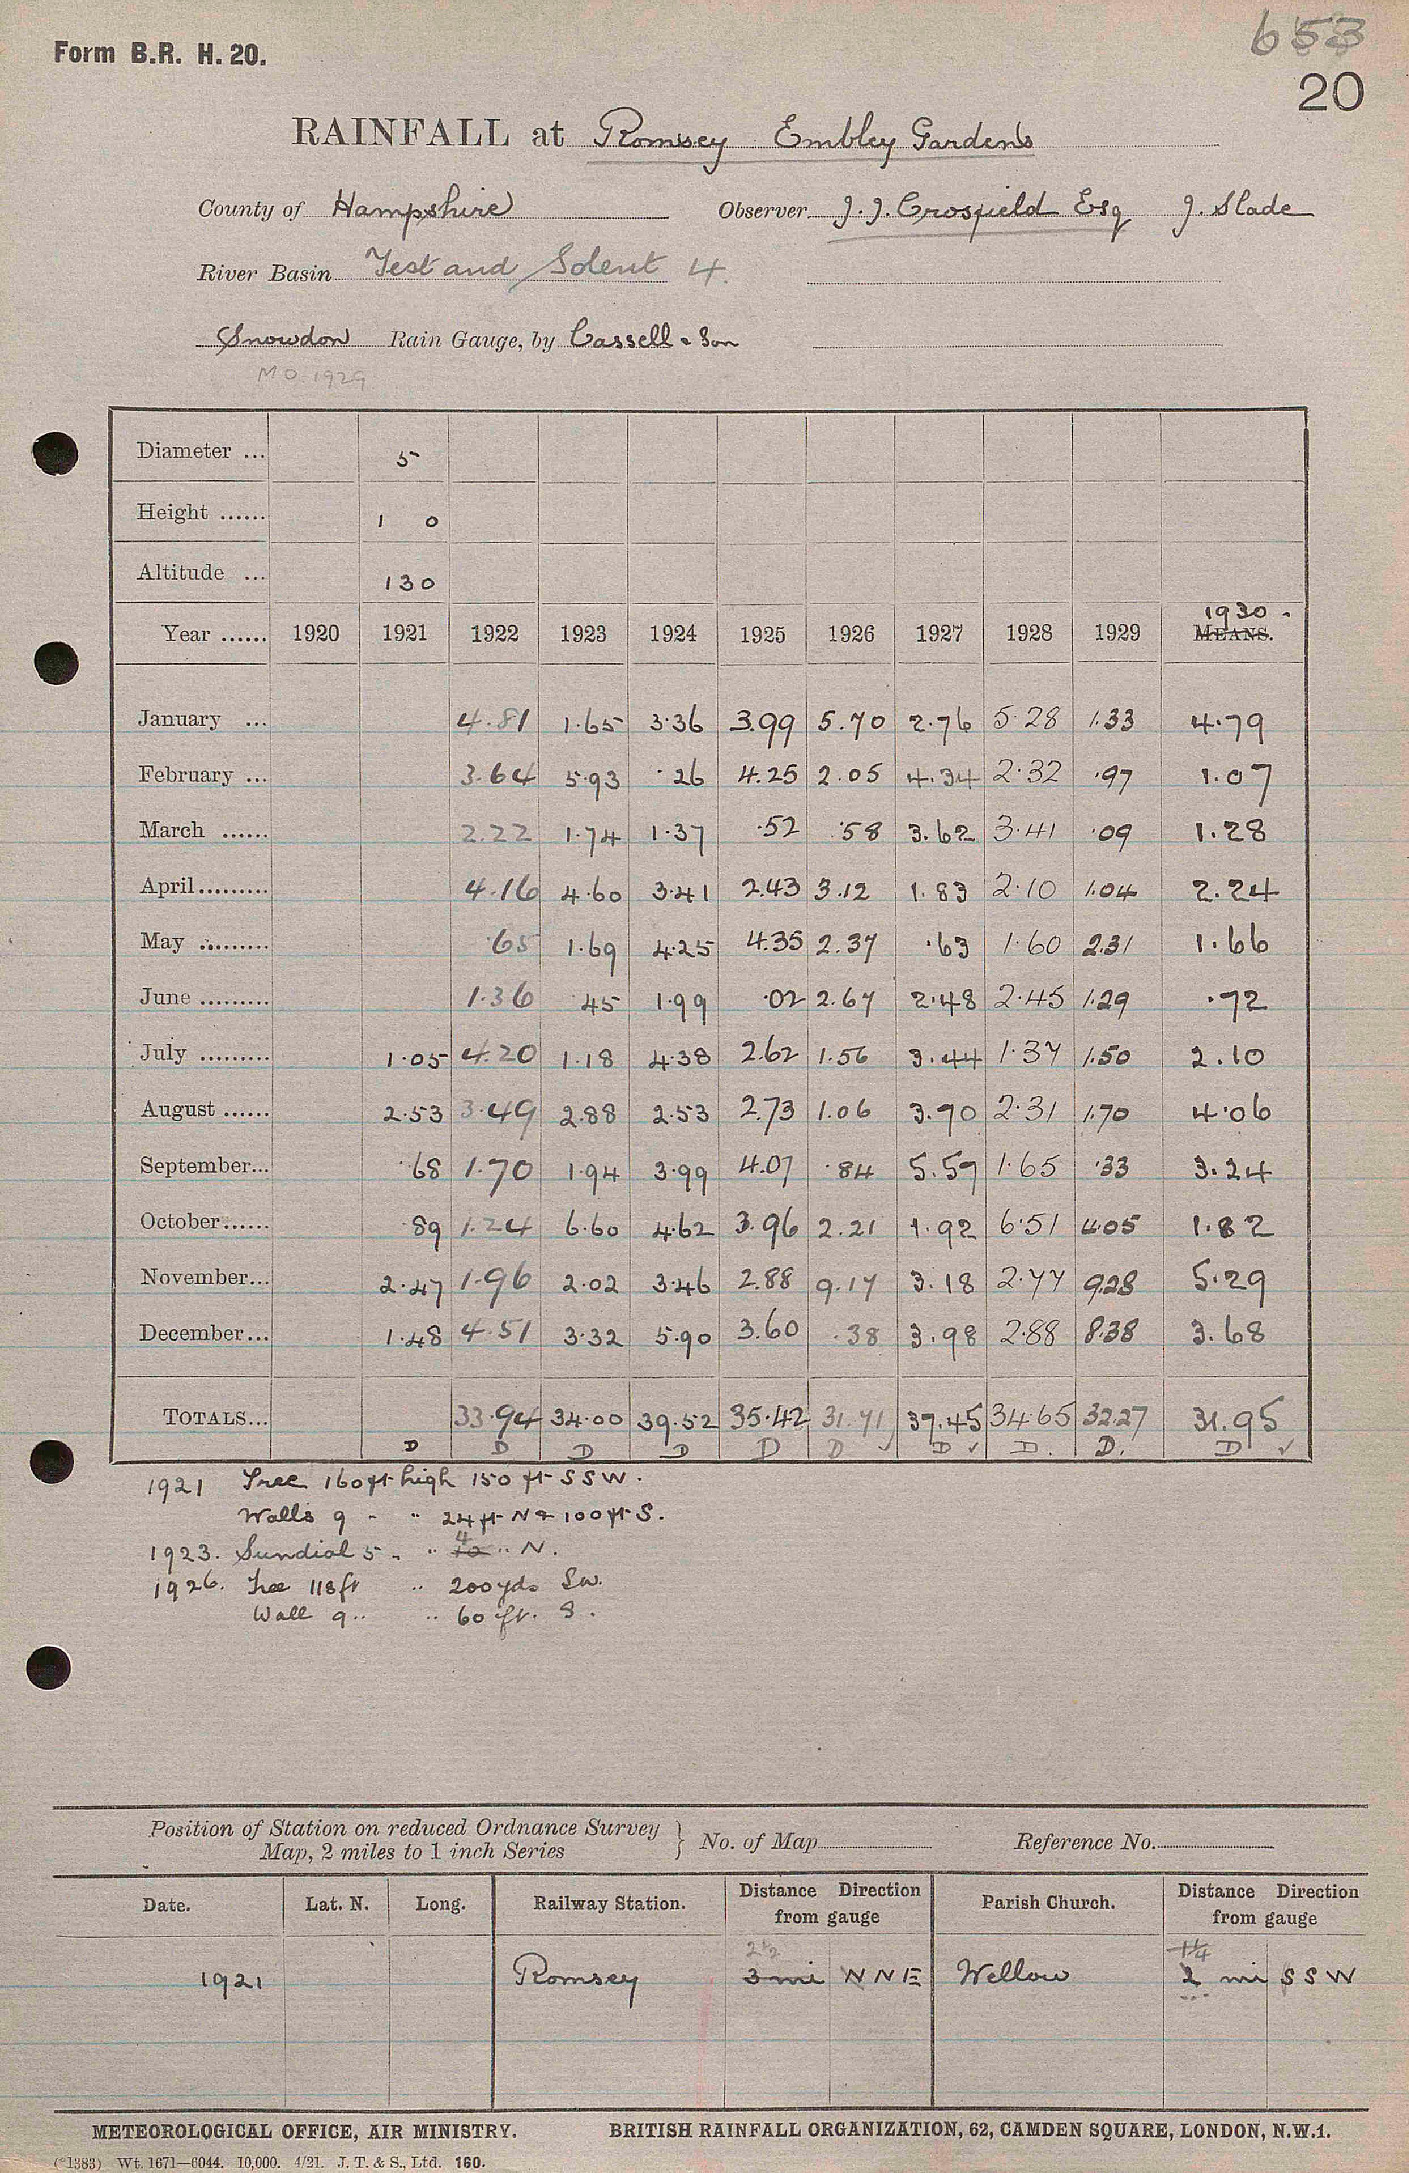 653
Form B.R. H. 20.
20
RAINFALL at Romsey Embley Gardens
County of Hampshire Observer J. J. Crosfield Esq J. Slade
River Basin Test and Solent 4.
Snowdon Rain Gauge, by Cassell & Son
MO 1929
Diameter ... 5
Height ...... 1 0
Altitude ... 130
1930
Year ...... 1920 1921 1922 1923 1924 1925 1926 1927 1928 1929 MEANS.
January ... 4.81 1.65 3.36 3.99 5.70 2.76 5.28 1.33 4.79
February ... 3.64 5.93 .26 4.25 2.05 4.34 2.32 .97 1.07
March ...... 2.22 1.74 1.37 .52 .58 3.62 3.41 .09 1.28
April......... 4.16 4.60 3.41 2.43 3.12 1.83 2.10 1.04 2.24
May ......... .65 1.69 4.25 4.35 2.37 .63 1.60 2.31 1.66
June ......... 1.36 .45 1.99 .02 2.67 2.48 2.45 1.29 .72
July ......... 1.05 4.20 1.18 4.38 2.62 1.56 3.44 1.37 1.50 2.10
August ...... 2.53 3.49 2.88 2.53 2.73 1.06 3.70 2.31 1.70 4.06
September... .68 1.70 1.94 3.99 4.07 .84 5.57 1.65 .33 3.24
October...... .89 1.24 6.60 4.62 3.96 2.21 1.92 6.51 4.05 1.82
November... 2.47 1.96 2.02 3.46 2.88 9.17 3.18 2.77 9.28 5.29
December... 1.48 4.51 3.32 5.90 3.60 .38 3.98 2.88 8.38 3.68
TOTALS... 33.94 34.00 39.52 35.42 31.71 37.45 34.65 32.27 31.95
D D D D D D ✓ D ✓ D. D. D ✓
1921 Tree 160 ft high 150 ft SSW.
Walls 9 - " 24 ft N & 100 ft S.
1923. Sundial 5 - " 4 10 " N.
1926. Tree 118 ft " 200 yds SW.
Wall 9 " " 60 ft. S.
Position of Station on reduced Ordnance Survey
Map, 2 miles to 1 inch Series } No. of Map Reference No.
Date. Lat. N. Long. Railway Station. Distance Direction from gauge Parish Church. Distance Direction from gauge
2½ 1¼
1921 Romsey 3 mi NNE Wellow 2 mi SSW
METEOROLOGICAL OFFICE, AIR MINISTRY. BRITISH RAINFALL ORGANIZATION, 62, CAMDEN SQUARE, LONDON, N.W.1.
(*1383) Wt. 1671—6044. 10,000. 4/21. J. T. & S., Ltd. 160.